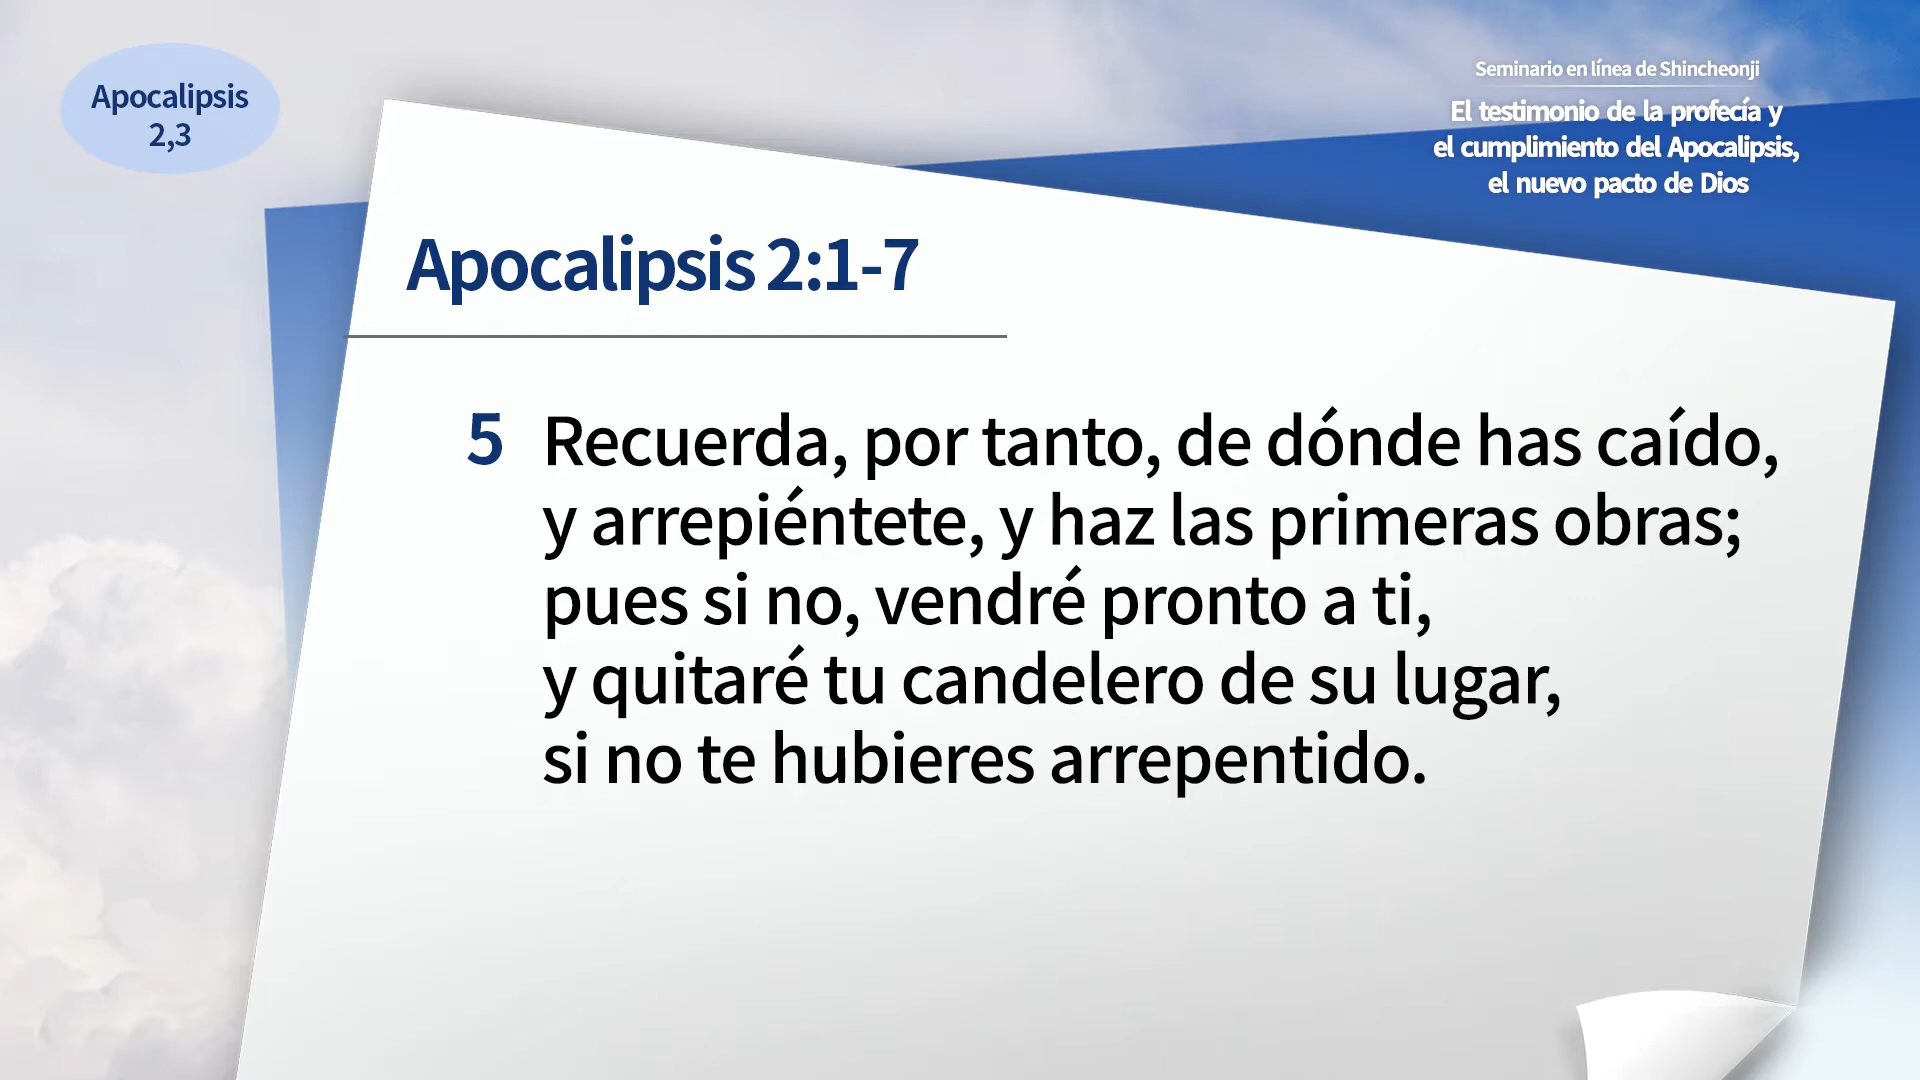 Apocalipsis
2,3
Seminario en línea de Shincheonji
El testimonio de la profecía y
el cumplimiento del Apocalipsis,
el nuevo pacto de Dios
Apocalipsis 2:1-7
5 Recuerda, por tanto, de dónde has caído,
y arrepiéntete, y haz las primeras obras;
pues si no, vendré pronto a ti,
y quitaré tu candelero de su lugar,
si no te hubieres arrepentido.